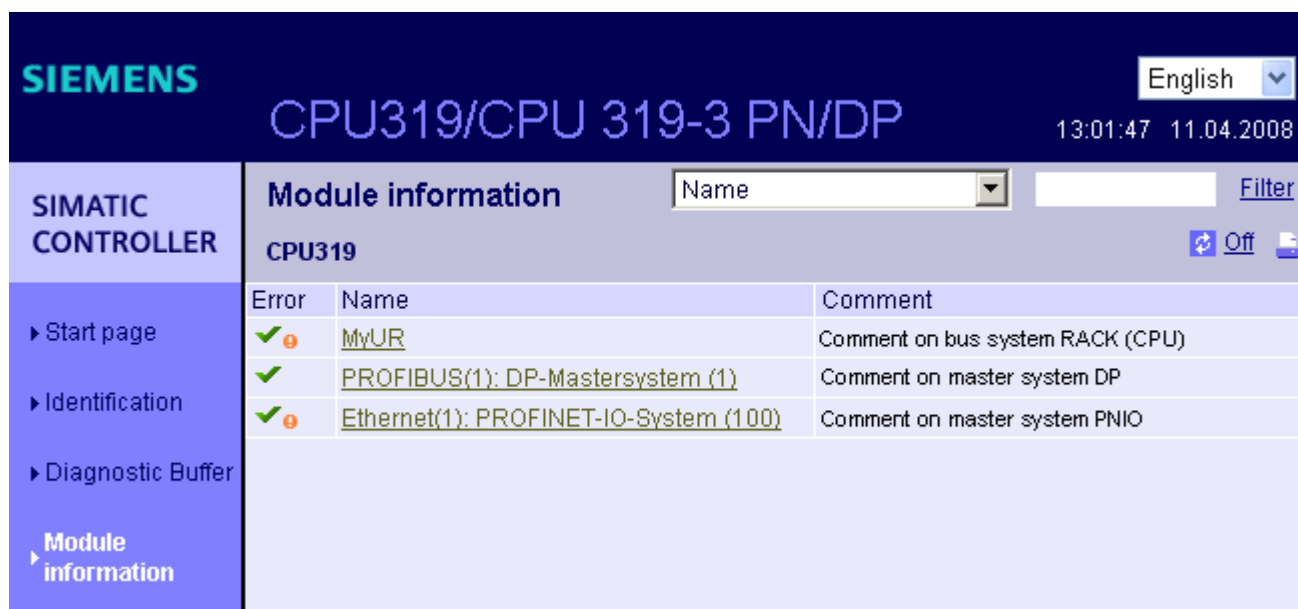 SIEMENS
English
CPU319/CPU 319-3 PN/DP
13:01:47 11.04.2008
SIMATIC
CONTROLLER
Module information
Name
Filter
CPU319
Off
Error Name Comment
MyUR Comment on bus system RACK (CPU)
PROFIBUS(1): DP-Mastersystem (1) Comment on master system DP
Ethernet(1): PROFINET-IO-System (100) Comment on master system PNIO
Start page
Identification
Diagnostic Buffer
Module
information